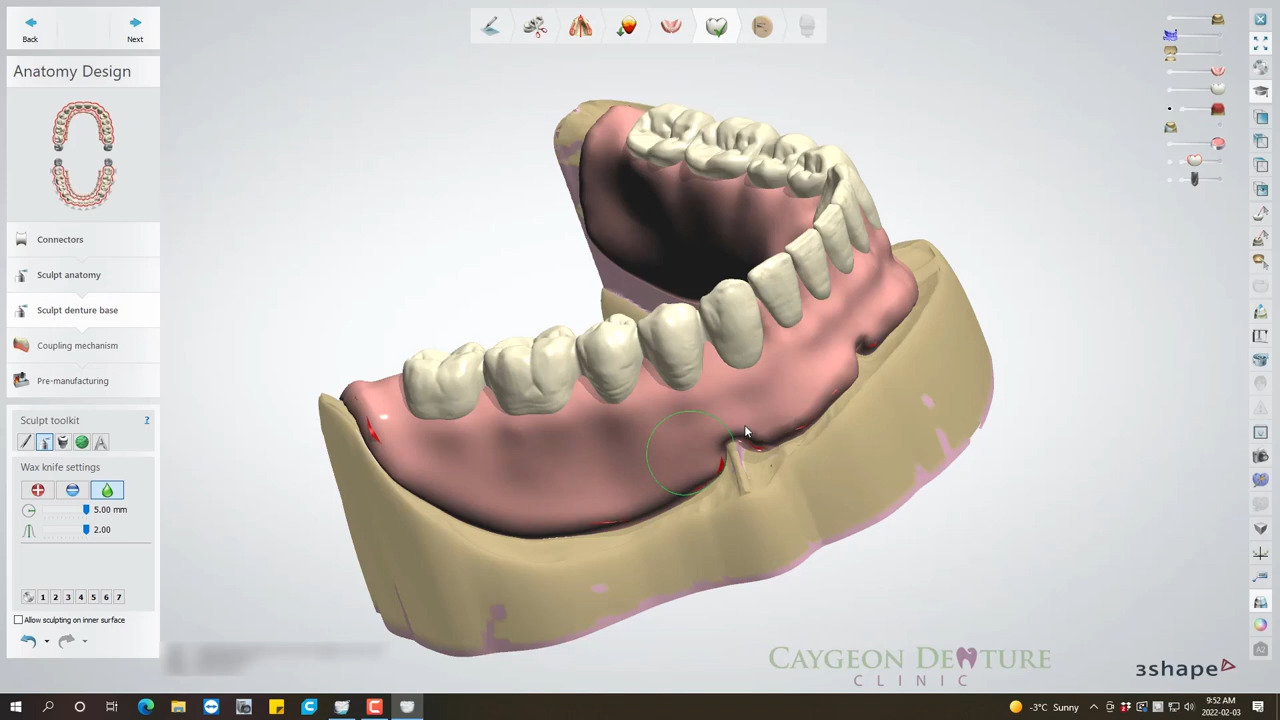 Back
Next
Anatomy Design
Connectors
Sculpt anatomy
Sculpt denture base
Coupling mechanism
Pre-manufacturing
Sculpt toolkit
?
Wax knife settings
5.00 mm
2.00
1 2 3 4 5 6 7
Allow sculpting on inner surface
CAYGEON DENTURE
CLINIC
3shape
A2
-3°C Sunny
9:52 AM
2022-02-03